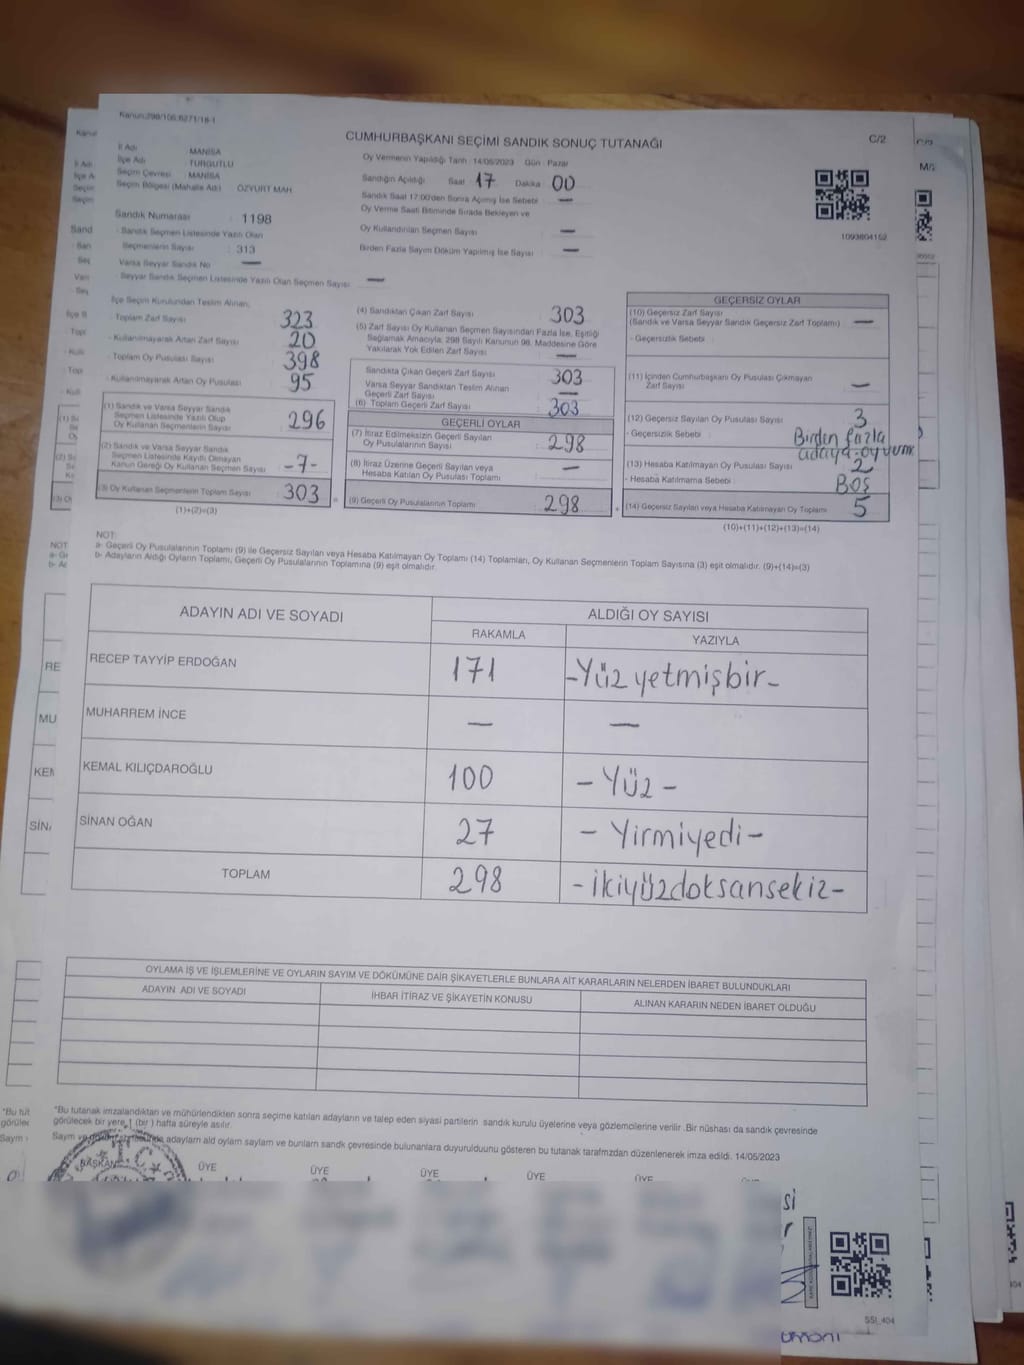 Kanun:298/106.6271/18-1
CUMHURBAŞKANI SEÇİMİ SANDIK SONUÇ TUTANAĞI
C/2
İl Adı MANİSA
İlçe Adı TURGUTLU
Seçim Çevresi MANİSA
Seçim Bölgesi (Mahalle Adı) ÖZYURT MAH
Oy Vermenin Yapıldığı Tarih : 14/05/2023 Gün : Pazar
Sandığın Açıldığı Saat 17 Dakika 00
Sandık Saat 17:00'den Sonra Açılmış İse Sebebi —
Oy Verme Saati Bitiminde Sırada Bekleyen ve
Oy Kullandırılan Seçmen Sayısı —
Birden Fazla Sayım Döküm Yapılmış İse Sayısı —
1093804152
Sandık Numarası : 1198
- Sandık Seçmen Listesinde Yazılı Olan
Seçmenlerin Sayısı : 313
Varsa Seyyar Sandık No —
- Seyyar Sandık Seçmen Listesinde Yazılı Olan Seçmen Sayısı —
İlçe Seçim Kurulundan Teslim Alınan,
- Toplam Zarf Sayısı 323
- Kullanılmayarak Artan Zarf Sayısı 20
- Toplam Oy Pusulası Sayısı 398
- Kullanılmayarak Artan Oy Pusulası 95
(1) Sandık ve Varsa Seyyar Sandık
Seçmen Listesinde Yazılı Olup
Oy Kullanan Seçmenlerin Sayısı 296
(2) Sandık ve Varsa Seyyar Sandık
Seçmen Listesinde Kayıtlı Olmayan
Kanun Gereği Oy Kullanan Seçmen Sayısı -7-
(3) Oy Kullanan Seçmenlerin Toplam Sayısı 303
(1)+(2)=(3)
(4) Sandıktan Çıkan Zarf Sayısı 303
(5) Zarf Sayısı Oy Kullanan Seçmen Sayısından Fazla İse, Eşitliği
Sağlamak Amacıyla, 298 Sayılı Kanunun 98. Maddesine Göre
Yakılarak Yok Edilen Zarf Sayısı —
Sandıkta Çıkan Geçerli Zarf Sayısı 303
Varsa Seyyar Sandıktan Teslim Alınan
Geçerli Zarf Sayısı —
(6) Toplam Geçerli Zarf Sayısı 303
GEÇERLİ OYLAR
(7) İtiraz Edilmeksizin Geçerli Sayılan
Oy Pusulalarının Sayısı 298
(8) İtiraz Üzerine Geçerli Sayılan veya
Hesaba Katılan Oy Pusulası Toplamı —
(9) Geçerli Oy Pusulalarının Toplamı 298
GEÇERSİZ OYLAR
(10) Geçersiz Zarf Sayısı
(Sandık ve Varsa Seyyar Sandık Geçersiz Zarf Toplamı) —
- Geçersizlik Sebebi :
(11) İçinden Cumhurbaşkanı Oy Pusulası Çıkmayan
Zarf Sayısı —
(12) Geçersiz Sayılan Oy Pusulası Sayısı 3
- Geçersizlik Sebebi : Birden fazla
adaya oy
(13) Hesaba Katılmayan Oy Pusulası Sayısı 2
- Hesaba Katılmama Sebebi : BOŞ
(14) Geçersiz Sayılan veya Hesaba Katılmayan Oy Toplamı 5
(10)+(11)+(12)+(13)=(14)
NOT:
a- Geçerli Oy Pusulalarının Toplamı (9) ile Geçersiz Sayılan veya Hesaba Katılmayan Oy Toplamı (14) Toplamları, Oy Kullanan Seçmenlerin Toplam Sayısına (3) eşit olmalıdır. (9)+(14)=(3)
b- Adayların Aldığı Oyların Toplamı, Geçerli Oy Pusulalarının Toplamına (9) eşit olmalıdır.
ADAYIN ADI VE SOYADI ALDIĞI OY SAYISI
RAKAMLA YAZIYLA
RECEP TAYYİP ERDOĞAN 171 -Yüz yetmişbir-
MUHARREM İNCE — —
KEMAL KILIÇDAROĞLU 100 -Yüz-
SİNAN OĞAN 27 -Yirmiyedi-
TOPLAM 298 -ikiyüzdoksansekiz-
OYLAMA İŞ VE İŞLEMLERİNE VE OYLARIN SAYIM VE DÖKÜMÜNE DAİR ŞİKAYETLERLE BUNLARA AİT KARARLARIN NELERDEN İBARET BULUNDUKLARI
ADAYIN ADI VE SOYADI İHBAR İTİRAZ VE ŞİKAYETİN KONUSU ALINAN KARARIN NEDEN İBARET OLDUĞU
*Bu tutanak imzalandıktan ve mühürlendikten sonra seçime katılan adayların ve talep eden siyasi partilerin sandık kurulu üyelerine veya gözlemcilerine verilir .Bir nüshası da sandık çevresinde
görülecek bir yere 1 (bir ) hafta süreyle asılır.
adayların ald oyların sayların ve bunların sandk çevresinde bulunanlara duyurulduunu gösteren bu tutanak tarafmzdan düzenlenerek imza edildi. 14/05/2023
T.C.
BAŞKAN ÜYE ÜYE ÜYE ÜYE ÜYE
SSI_404